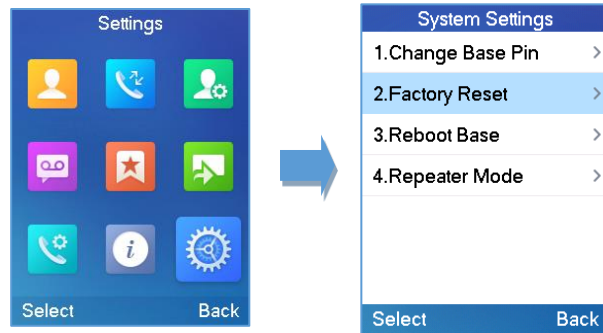 Settings
Select Back
System Settings
1.Change Base Pin
2.Factory Reset
3.Reboot Base
4.Repeater Mode
Select Back